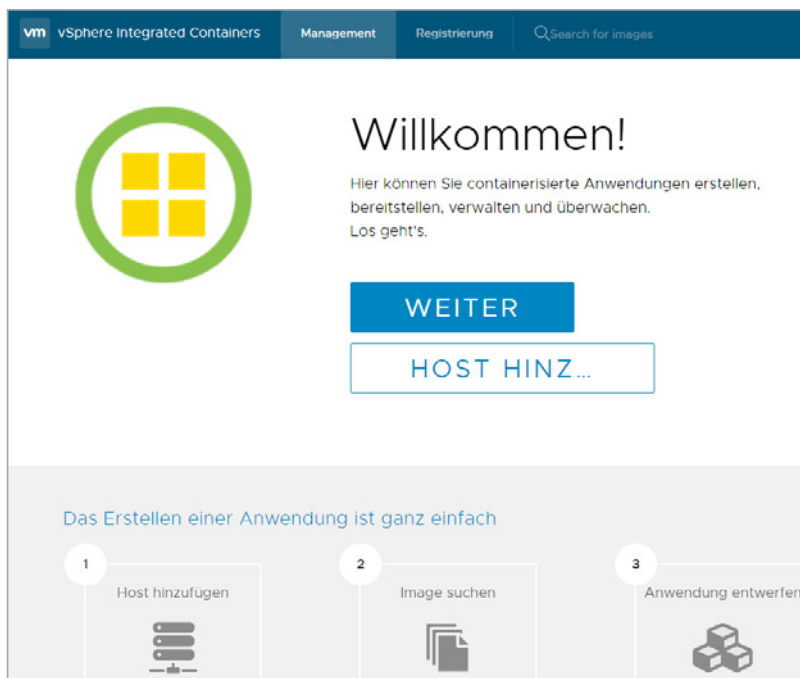 vm vSphere Integrated Containers Management Registrierung Search for images
Willkommen!
Hier können Sie containerisierte Anwendungen erstellen,
bereitstellen, verwalten und überwachen.
Los geht's.
WEITER
HOST HINZ...
Das Erstellen einer Anwendung ist ganz einfach
1 2 3
Host hinzufügen Image suchen Anwendung entwerfen